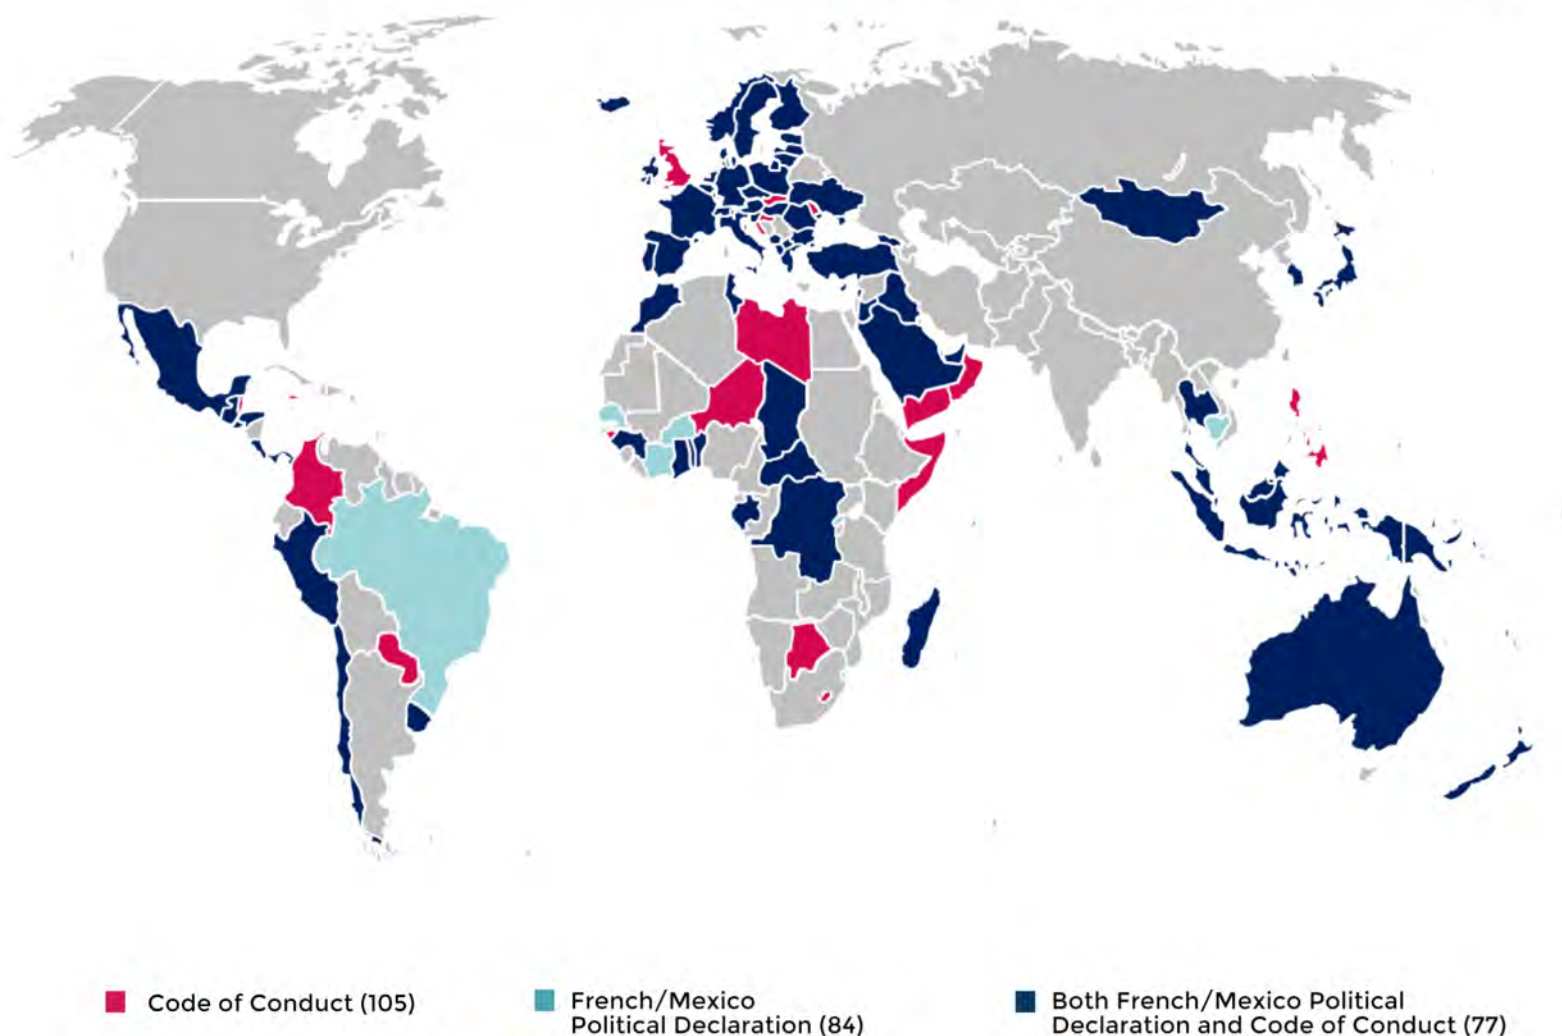 Code of Conduct (105)
French/Mexico
Political Declaration (84)
Both French/Mexico Political
Declaration and Code of Conduct (77)